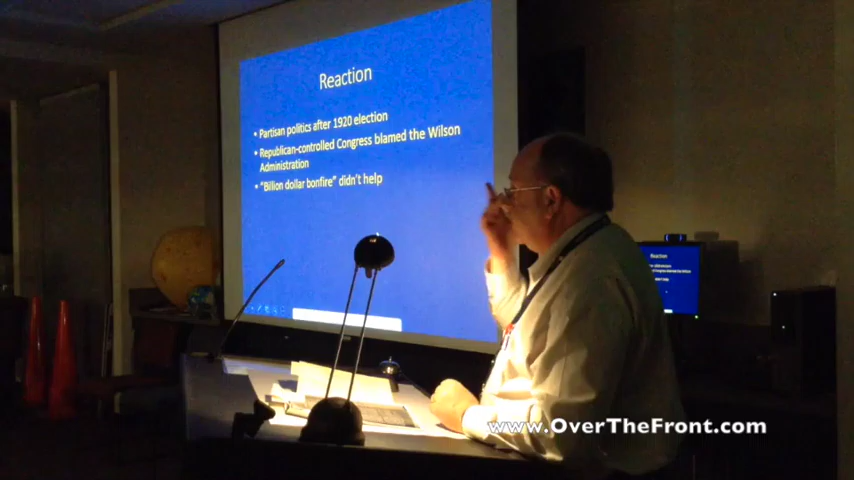 Reaction
• Partisan politics after 1920 election
• Republican-controlled Congress blamed the Wilson
Administration
• "Billion dollar bonfire" didn't help
Reaction
www.OverTheFront.com